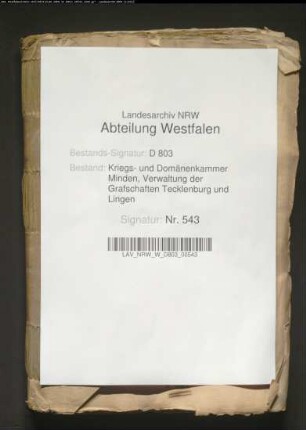 Landesarchiv NRW
Abteilung Westfalen
Bestands-Signatur: D 803
Bestand: Kriegs- und Domänenkammer
Minden, Verwaltung der
Grafschaften Tecklenburg und
Lingen
Signatur: Nr. 543
LAV_NRW_W_D803_00543